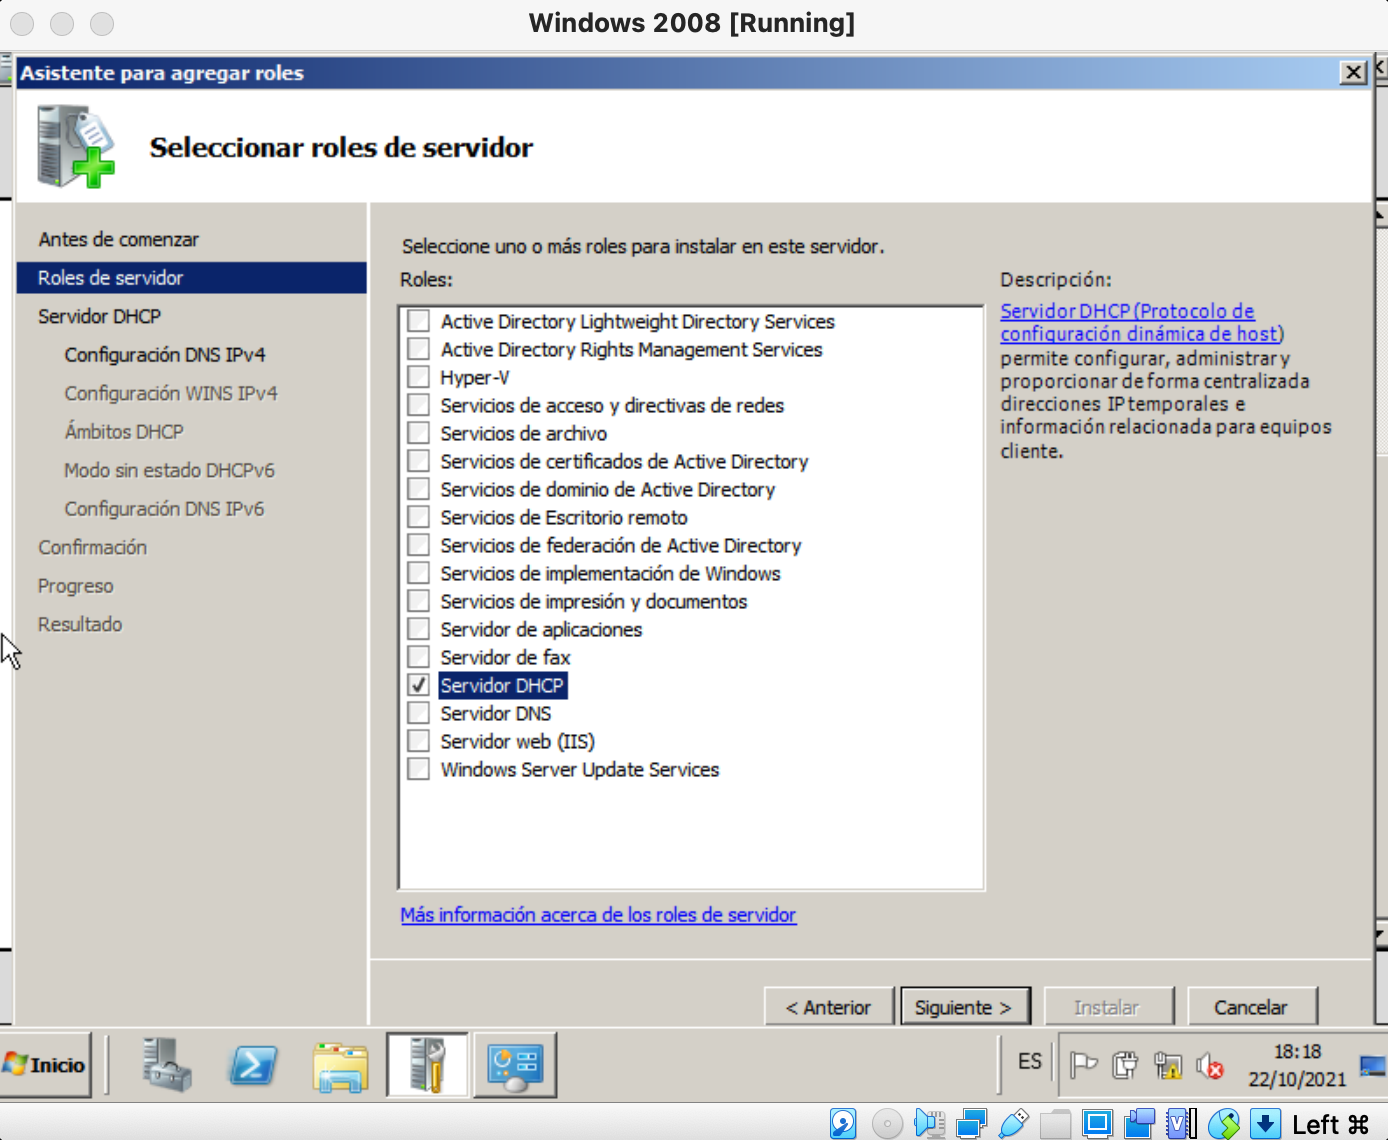 Windows 2008 [Running]
Asistente para agregar roles
Seleccionar roles de servidor
Antes de comenzar
Roles de servidor
Servidor DHCP
Configuración DNS IPv4
Configuración WINS IPv4
Ámbitos DHCP
Modo sin estado DHCPv6
Configuración DNS IPv6
Confirmación
Progreso
Resultado
Seleccione uno o más roles para instalar en este servidor.
Roles:
Active Directory Lightweight Directory Services
Active Directory Rights Management Services
Hyper-V
Servicios de acceso y directivas de redes
Servicios de archivo
Servicios de certificados de Active Directory
Servicios de dominio de Active Directory
Servicios de Escritorio remoto
Servicios de federación de Active Directory
Servicios de implementación de Windows
Servicios de impresión y documentos
Servidor de aplicaciones
Servidor de fax
Servidor DHCP
Servidor DNS
Servidor web (IIS)
Windows Server Update Services
Más información acerca de los roles de servidor
Descripción:
Servidor DHCP (Protocolo de
configuración dinámica de host)
permite configurar, administrar y
proporcionar de forma centralizada
direcciones IP temporales e
información relacionada para equipos
cliente.
< Anterior
Siguiente >
Instalar
Cancelar
Inicio
ES
18:18
22/10/2021
Left ⌘